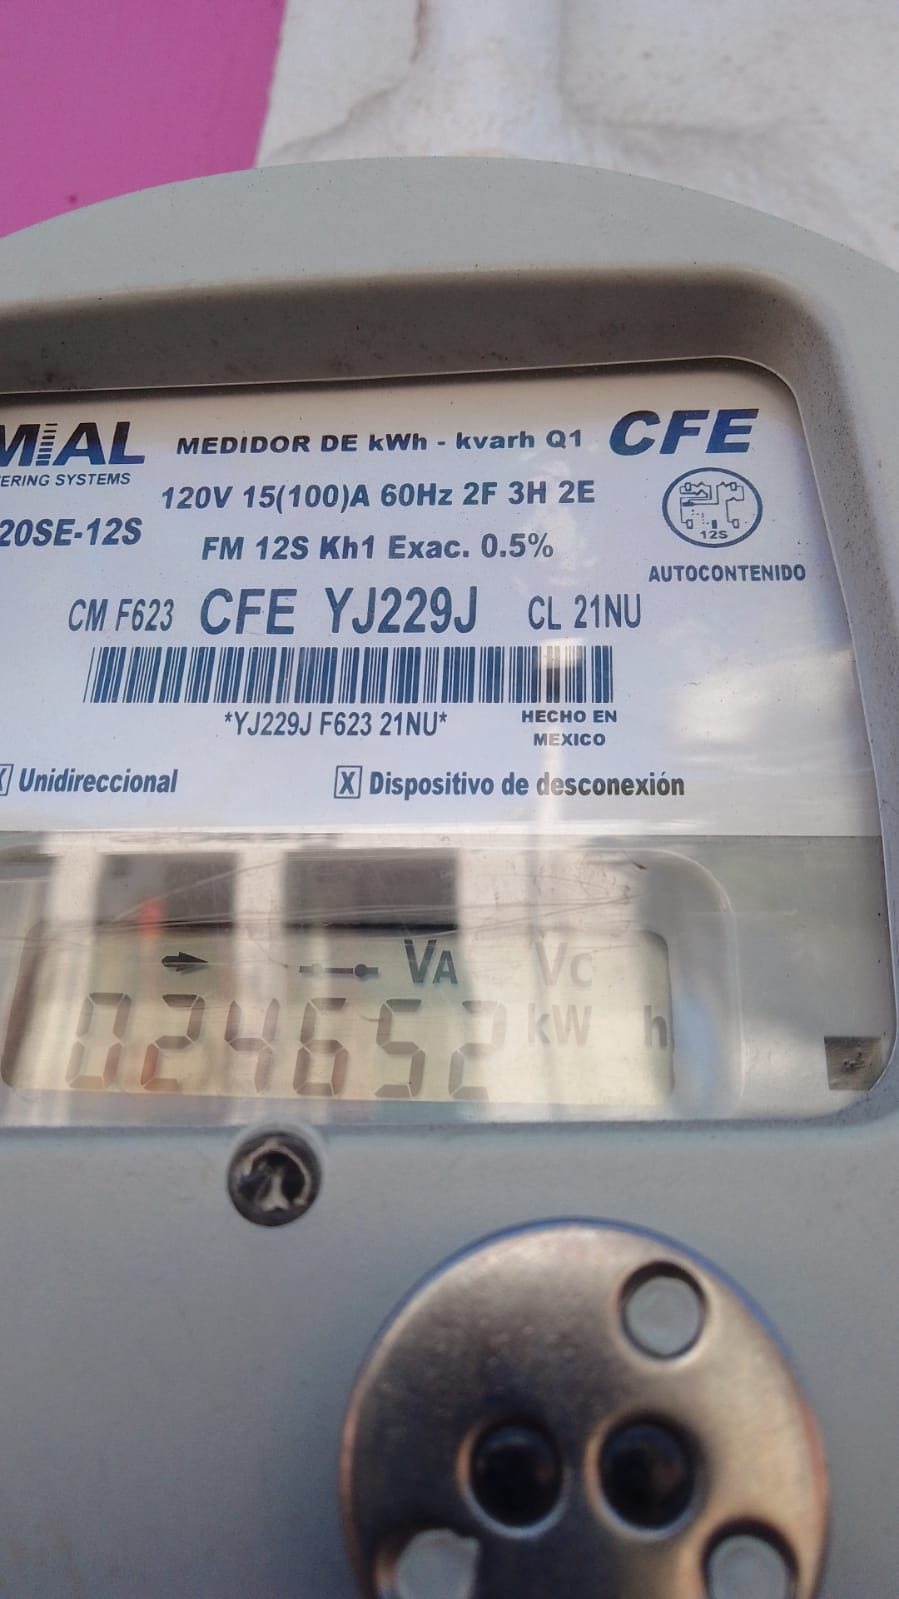 MIAL
ERING SYSTEMS
MEDIDOR DE kWh - kvarh Q1
CFE
120V 15(100)A 60Hz 2F 3H 2E
20SE-12S
FM 12S Kh1 Exac. 0.5%
12S
AUTOCONTENIDO
CM F623 CFE YJ229J CL 21NU
*YJ229J F623 21NU*
HECHO EN
MEXICO
X Unidireccional
X Dispositivo de desconexión
VA VC
024652 kW h